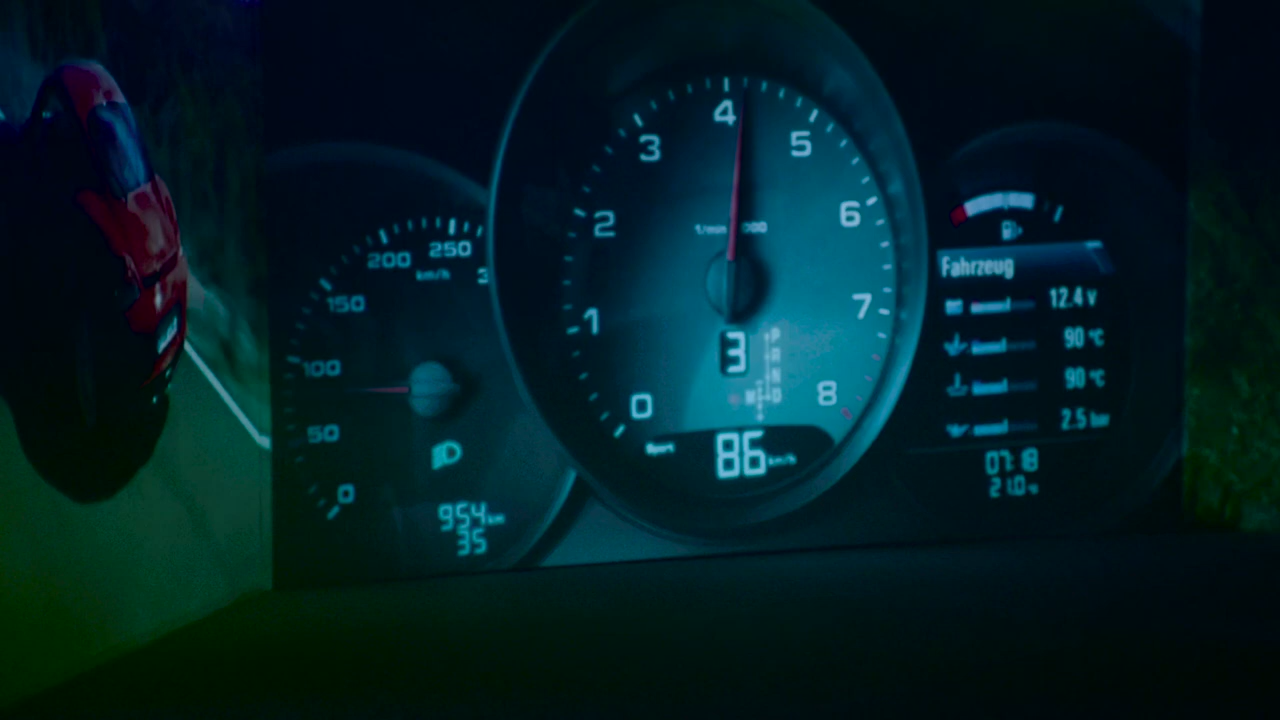 200 250
km/h
150
100
50
0
954 km
35
4
3 5
2 6
1/min
1 7
3
P
R
N
M D
0 8
Sport
86 km/h
Fahrzeug
12.4 V
90 °C
90 °C
2.5 bar
07:18
21.0